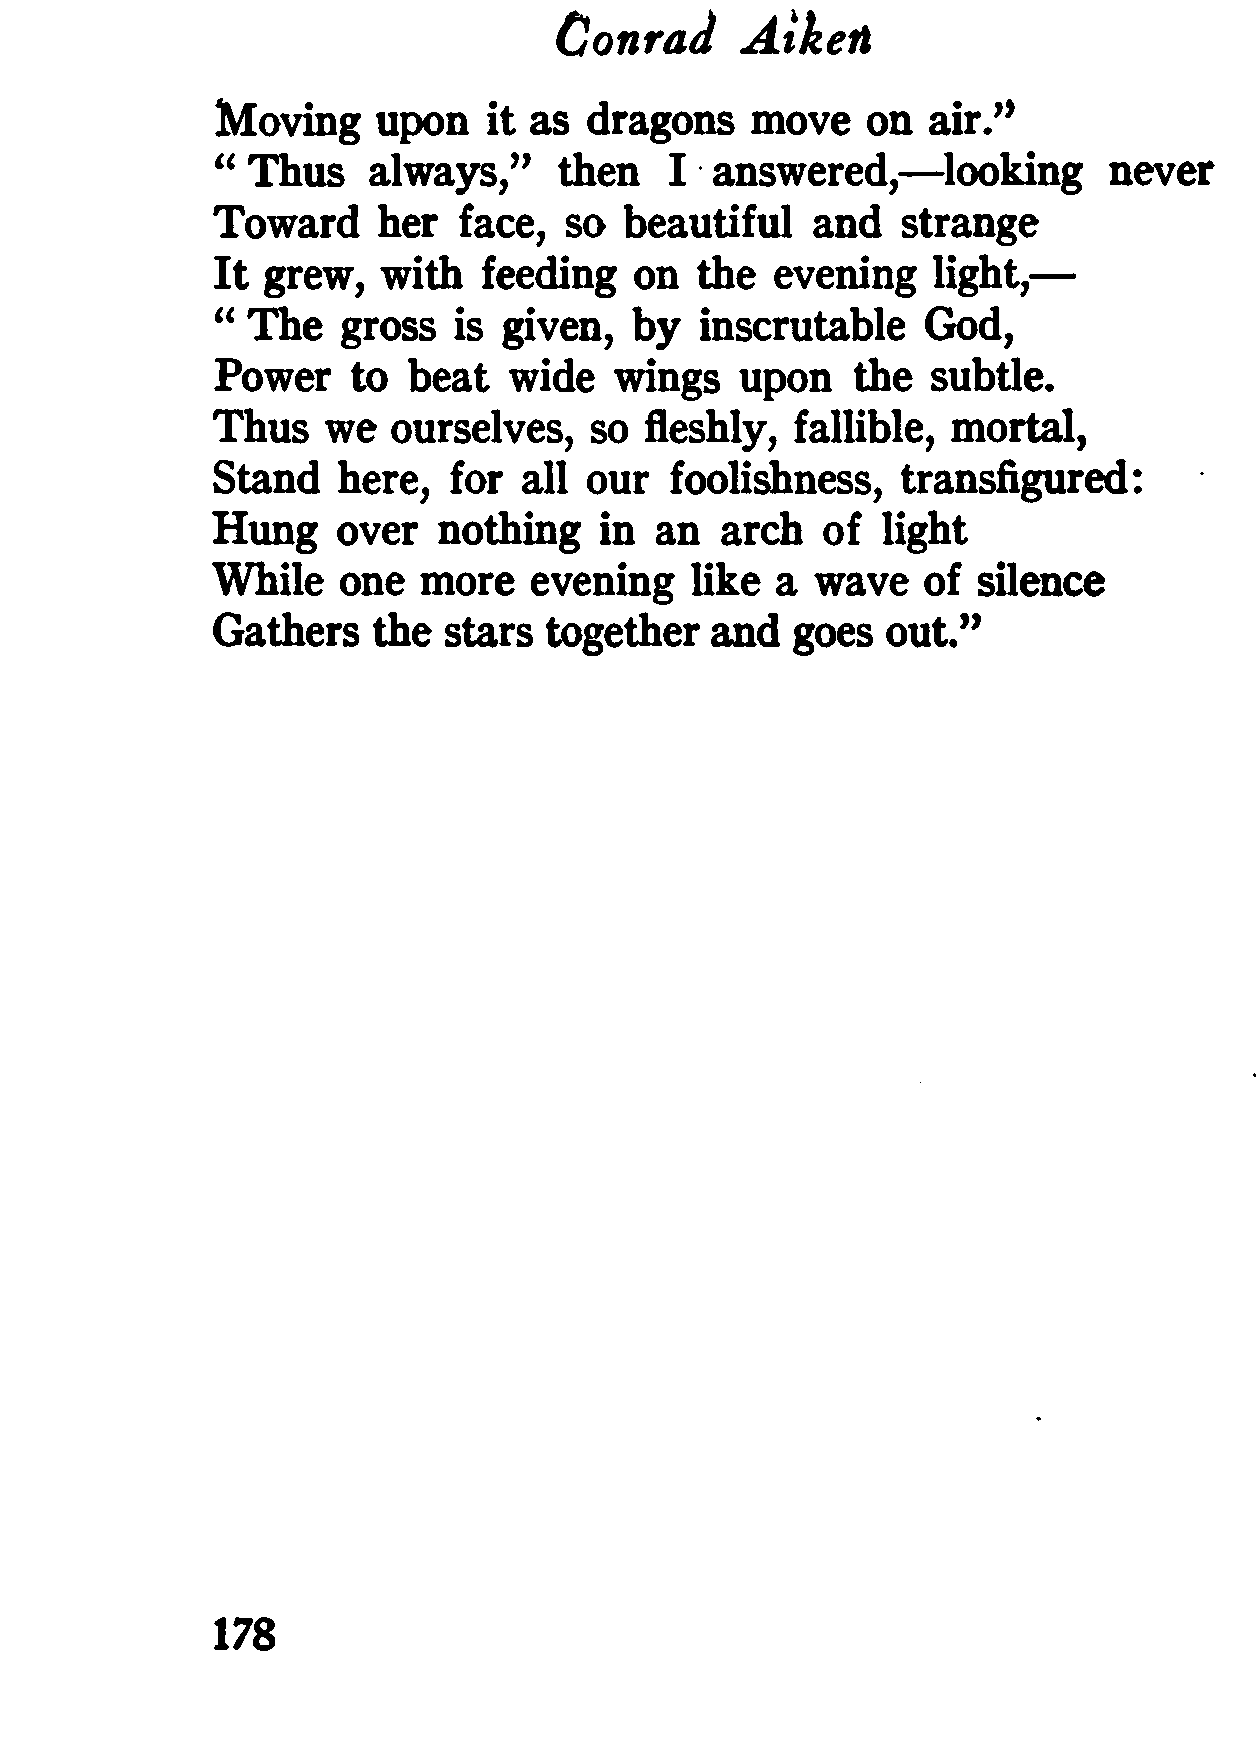 Conrad Aiken
Moving upon it as dragons move on air.”
“ Thus always,” then I answered,—looking never
Toward her face, so beautiful and strange
It grew, with feeding on the evening light,—
“ The gross is given, by inscrutable God,
Power to beat wide wings upon the subtle.
Thus we ourselves, so fleshly, fallible, mortal,
Stand here, for all our foolishness, transfigured:
Hung over nothing in an arch of light
While one more evening like a wave of silence
Gathers the stars together and goes out.”
178